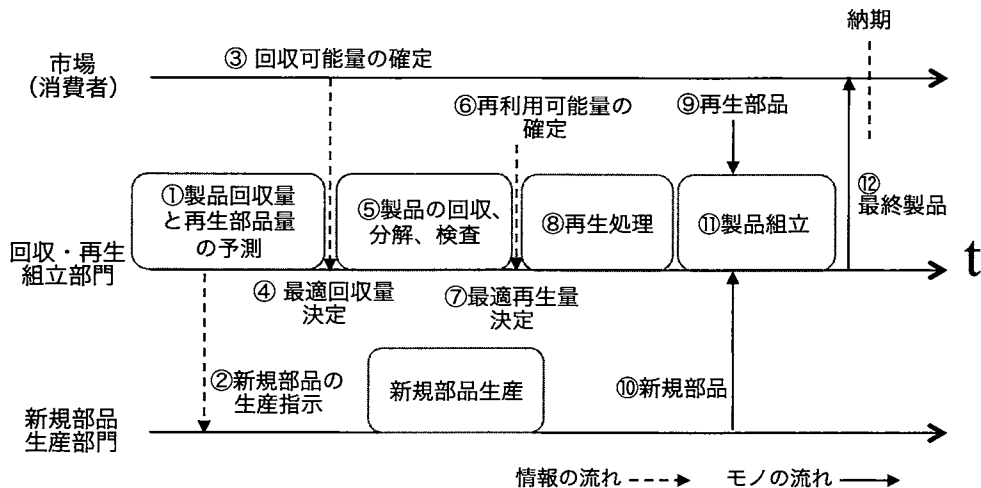 納期
③ 回収可能量の確定
市場
（消費者）
⑥再利用可能量の
確定
⑨再生部品
①製品回収量
と再生部品量
の予測
⑤製品の回収、
分解、検査
⑧再生処理
⑪製品組立
⑫
最終製品
回収・再生
組立部門
t
④ 最適回収量
決定
⑦最適再生量
決定
②新規部品の
生産指示
新規部品生産
⑩新規部品
新規部品
生産部門
情報の流れ
モノの流れ